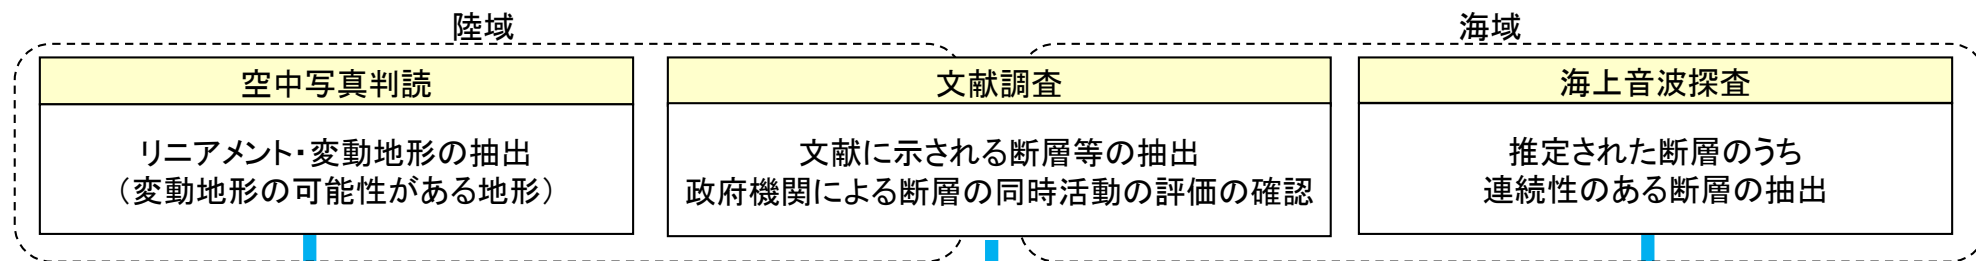 陸域
海域
空中写真判読
リニアメント・変動地形の抽出
（変動地形の可能性がある地形）
文献調査
文献に示される断層等の抽出
政府機関による断層の同時活動の評価の確認
海上音波探査
推定された断層のうち
連続性のある断層の抽出